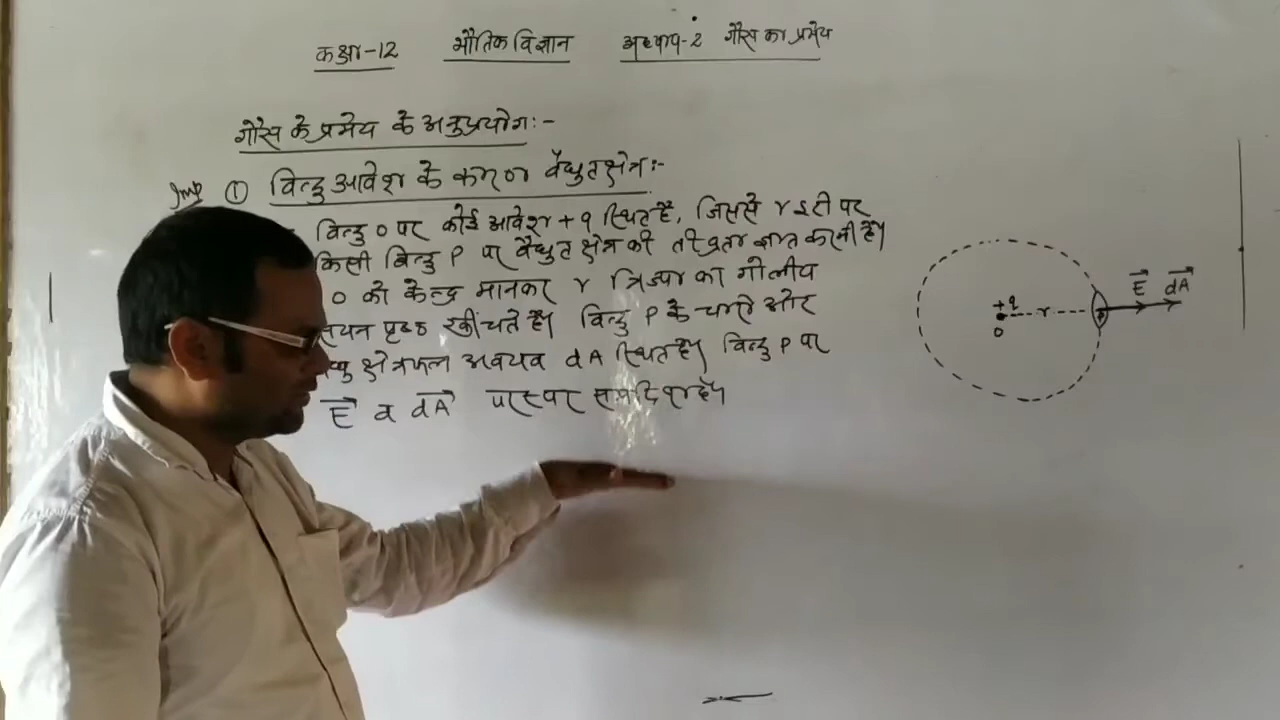 कक्षा-12 भौतिक विज्ञान अध्याय-2 गौस का प्रमेय
गौस के प्रमेय के अनुप्रयोग:-
Imp ① बिन्दु आवेश के कारण वैद्युत क्षेत्र:-
बिन्दु O पर कोई आवेश +q स्थित है, जिससे r दूरी पर
किसी बिन्दु P पर वैद्युत क्षेत्र की तीव्रता ज्ञात करनी है।
O को केन्द्र मानकर r त्रिज्या का गोलीय
पृष्ठ खींचते है। बिन्दु P के चारो ओर
क्षेत्रफल अवयव dA स्थित है। बिन्दु P पर
E व dA परस्पर समदिश है।
E dA
+q
r
O